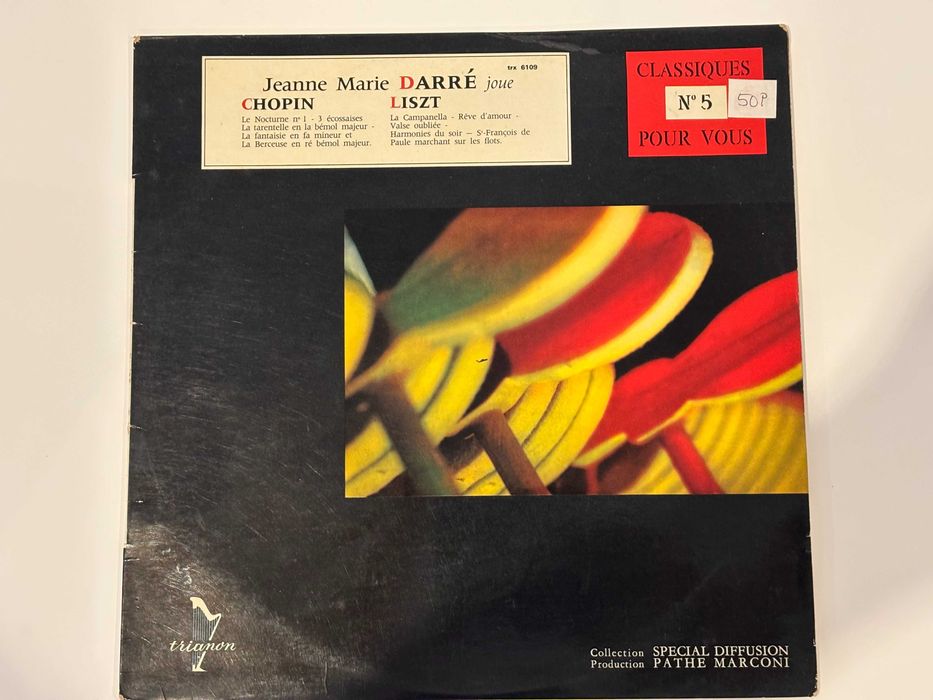 trx 6109
Jeanne Marie DARRÉ joue
CHOPIN
Le Nocturne nº 1 - 3 écossaises
La tarentelle en la bémol majeur -
La fantaisie en fa mineur et
La Berceuse en ré bémol majeur.
LISZT
La Campanella - Rêve d'amour -
Valse oubliée -
Harmonies du soir — Sᵗ-François de
Paule marchant sur les flots.
CLASSIQUES
Nº 5
50P
POUR VOUS
trianon
Collection SPECIAL DIFFUSION
Production PATHE MARCONI